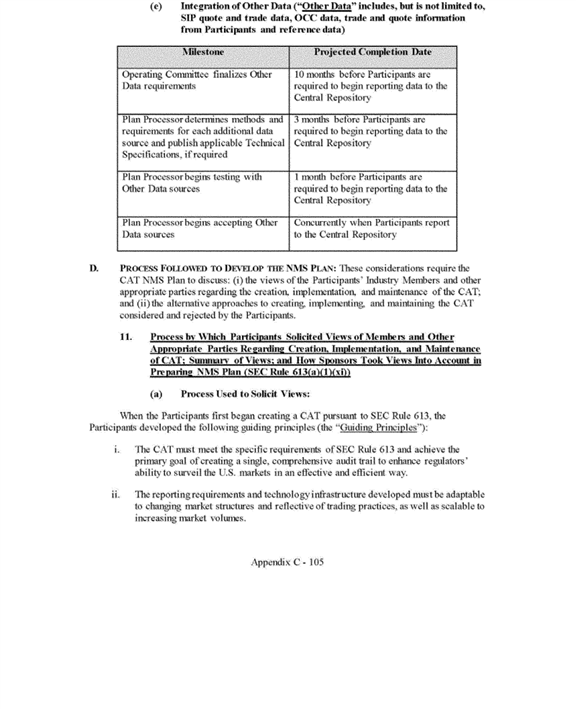 (e) Integration of Other Data (“Other Data” includes, but is not limited to,
SIP quote and trade data, OCC data, trade and quote information
from Participants and reference data)
Milestone Projected Completion Date
Operating Committee finalizes Other
Data requirements
10 months before Participants are
required to begin reporting data to the
Central Repository
Plan Processor determines methods and
requirements for each additional data
source and publish applicable Technical
Specifications, if required
3 months before Participants are
required to begin reporting data to the
Central Repository
Plan Processor begins testing with
Other Data sources
1 month before Participants are
required to begin reporting data to the
Central Repository
Plan Processor begins accepting Other
Data sources
Concurrently when Participants report
to the Central Repository
D. PROCESS FOLLOWED TO DEVELOP THE NMS PLAN: These considerations require the
CAT NMS Plan to discuss: (i) the views of the Participants’ Industry Members and other
appropriate parties regarding the creation, implementation, and maintenance of the CAT;
and (ii) the alternative approaches to creating, implementing, and maintaining the CAT
considered and rejected by the Participants.
11. Process by Which Participants Solicited Views of Members and Other
Appropriate Parties Regarding Creation, Implementation, and Maintenance
of CAT; Summary of Views; and How Sponsors Took Views Into Account in
Preparing NMS Plan (SEC Rule 613(a)(1)(xi))
(a) Process Used to Solicit Views:
When the Participants first began creating a CAT pursuant to SEC Rule 613, the
Participants developed the following guiding principles (the “Guiding Principles”):
i. The CAT must meet the specific requirements of SEC Rule 613 and achieve the
primary goal of creating a single, comprehensive audit trail to enhance regulators’
ability to surveil the U.S. markets in an effective and efficient way.
ii. The reporting requirements and technology infrastructure developed must be adaptable
to changing market structures and reflective of trading practices, as well as scalable to
increasing market volumes.
Appendix C - 105